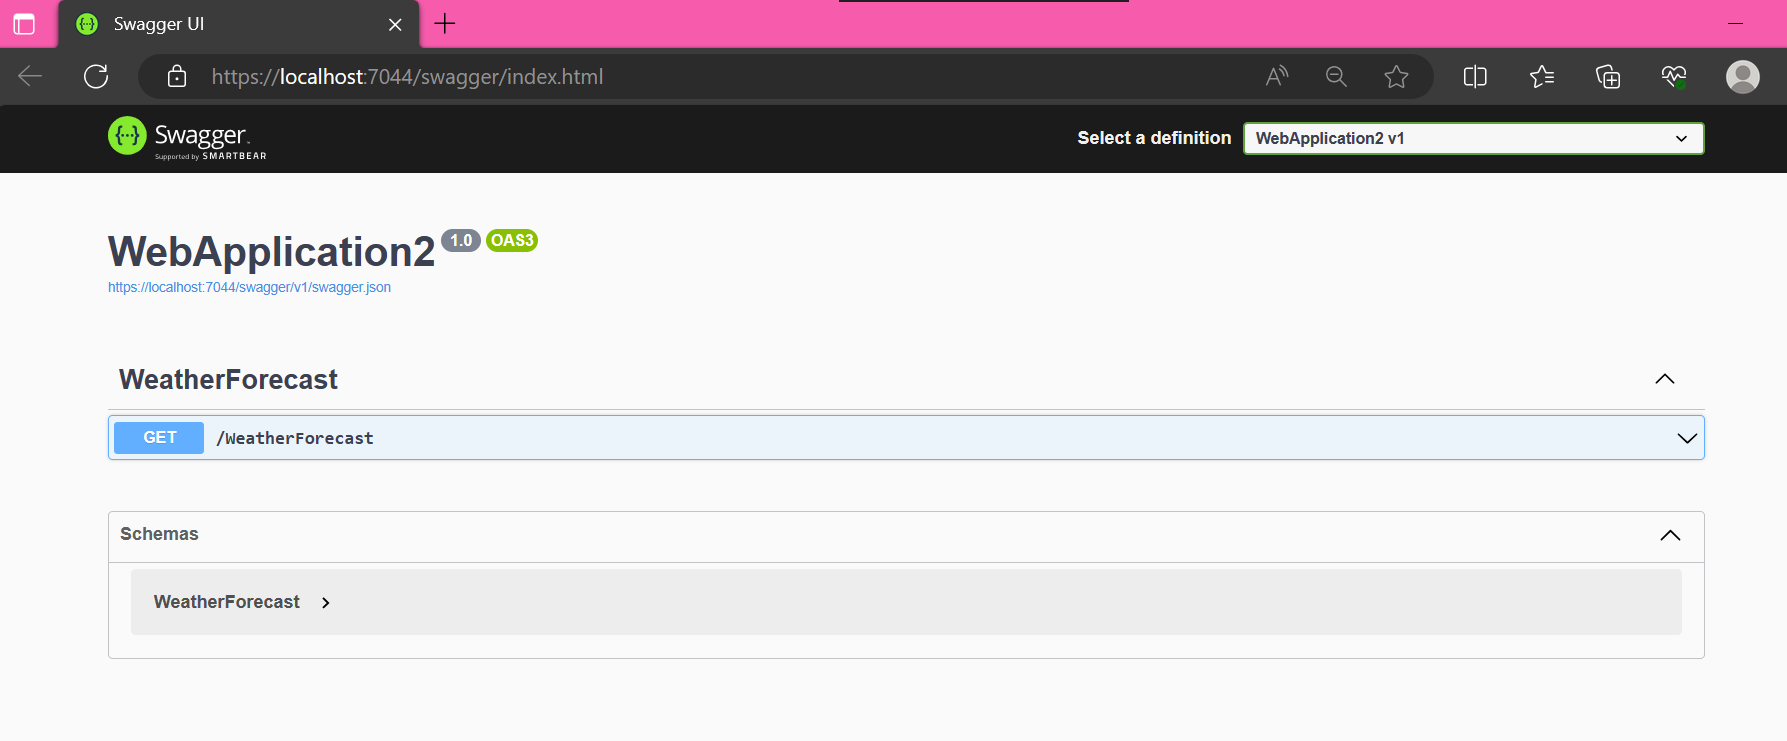 Swagger UI
https://localhost:7044/swagger/index.html
Swagger
Supported by SMARTBEAR
Select a definition
WebApplication2 v1
WebApplication2 1.0 OAS3
https://localhost:7044/swagger/v1/swagger.json
WeatherForecast
GET /WeatherForecast
Schemas
WeatherForecast